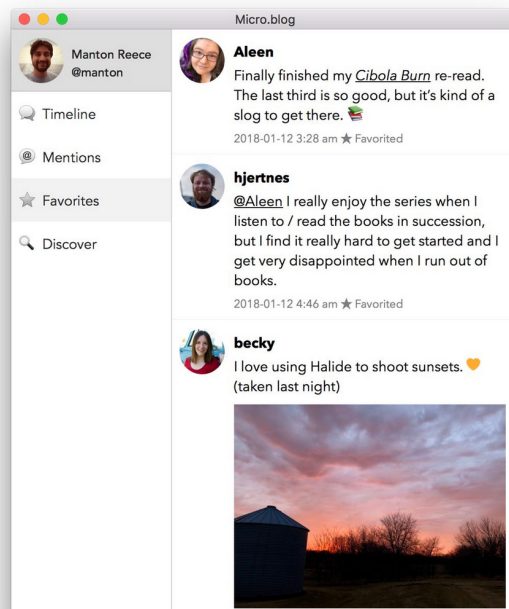 Micro.blog
Manton Reece
@manton
Timeline
@ Mentions
Favorites
Discover
Aleen
Finally finished my Cibola Burn re-read.
The last third is so good, but it's kind of a
slog to get there. 📚
2018-01-12 3:28 am ★ Favorited
hjertnes
@Aleen I really enjoy the series when I
listen to / read the books in succession,
but I find it really hard to get started and I
get very disappointed when I run out of
books.
2018-01-12 4:46 am ★ Favorited
becky
I love using Halide to shoot sunsets. 🧡
(taken last night)